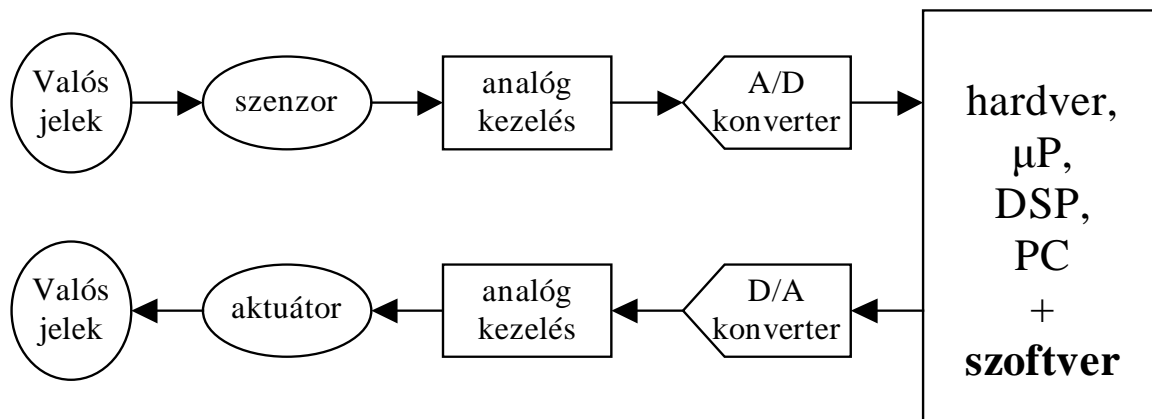 Valós
jelek
szenzor
analóg
kezelés
A/D
konverter
hardver,
μP,
DSP,
PC
+
szoftver
Valós
jelek
aktuátor
analóg
kezelés
D/A
konverter